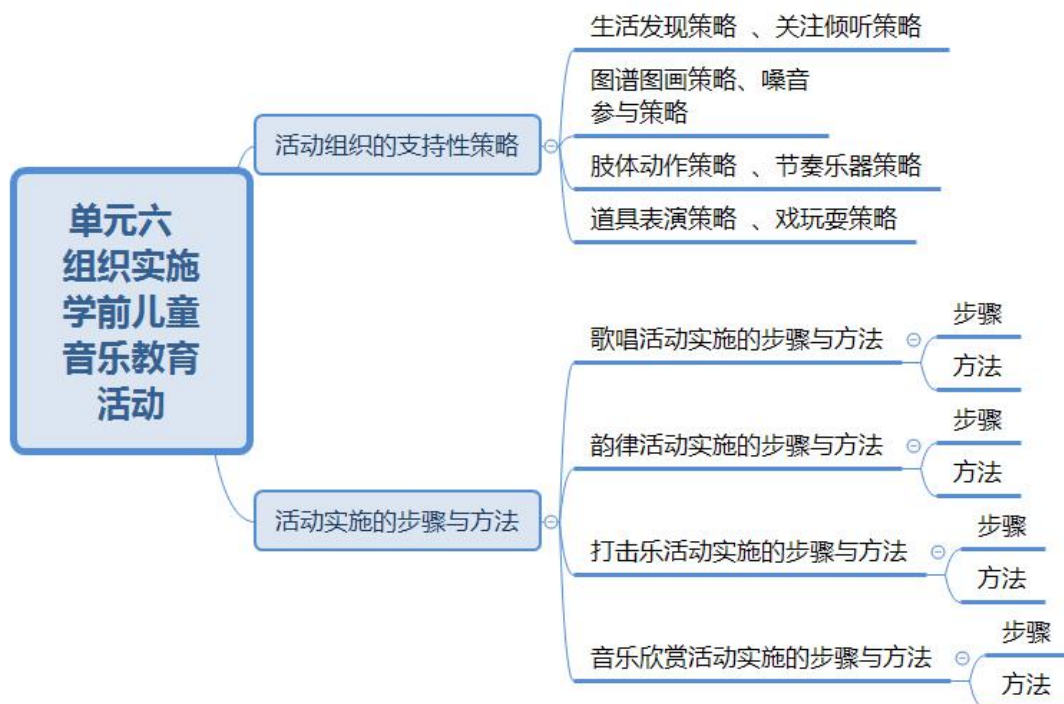 单元六
组织实施
学前儿童
音乐教育
活动
活动组织的支持性策略
生活发现策略 、关注倾听策略
图谱图画策略、嗓音
参与策略
肢体动作策略 、节奏乐器策略
道具表演策略 、戏玩耍策略
活动实施的步骤与方法
歌唱活动实施的步骤与方法
步骤
方法
韵律活动实施的步骤与方法
步骤
方法
打击乐活动实施的步骤与方法
步骤
方法
音乐欣赏活动实施的步骤与方法
步骤
方法